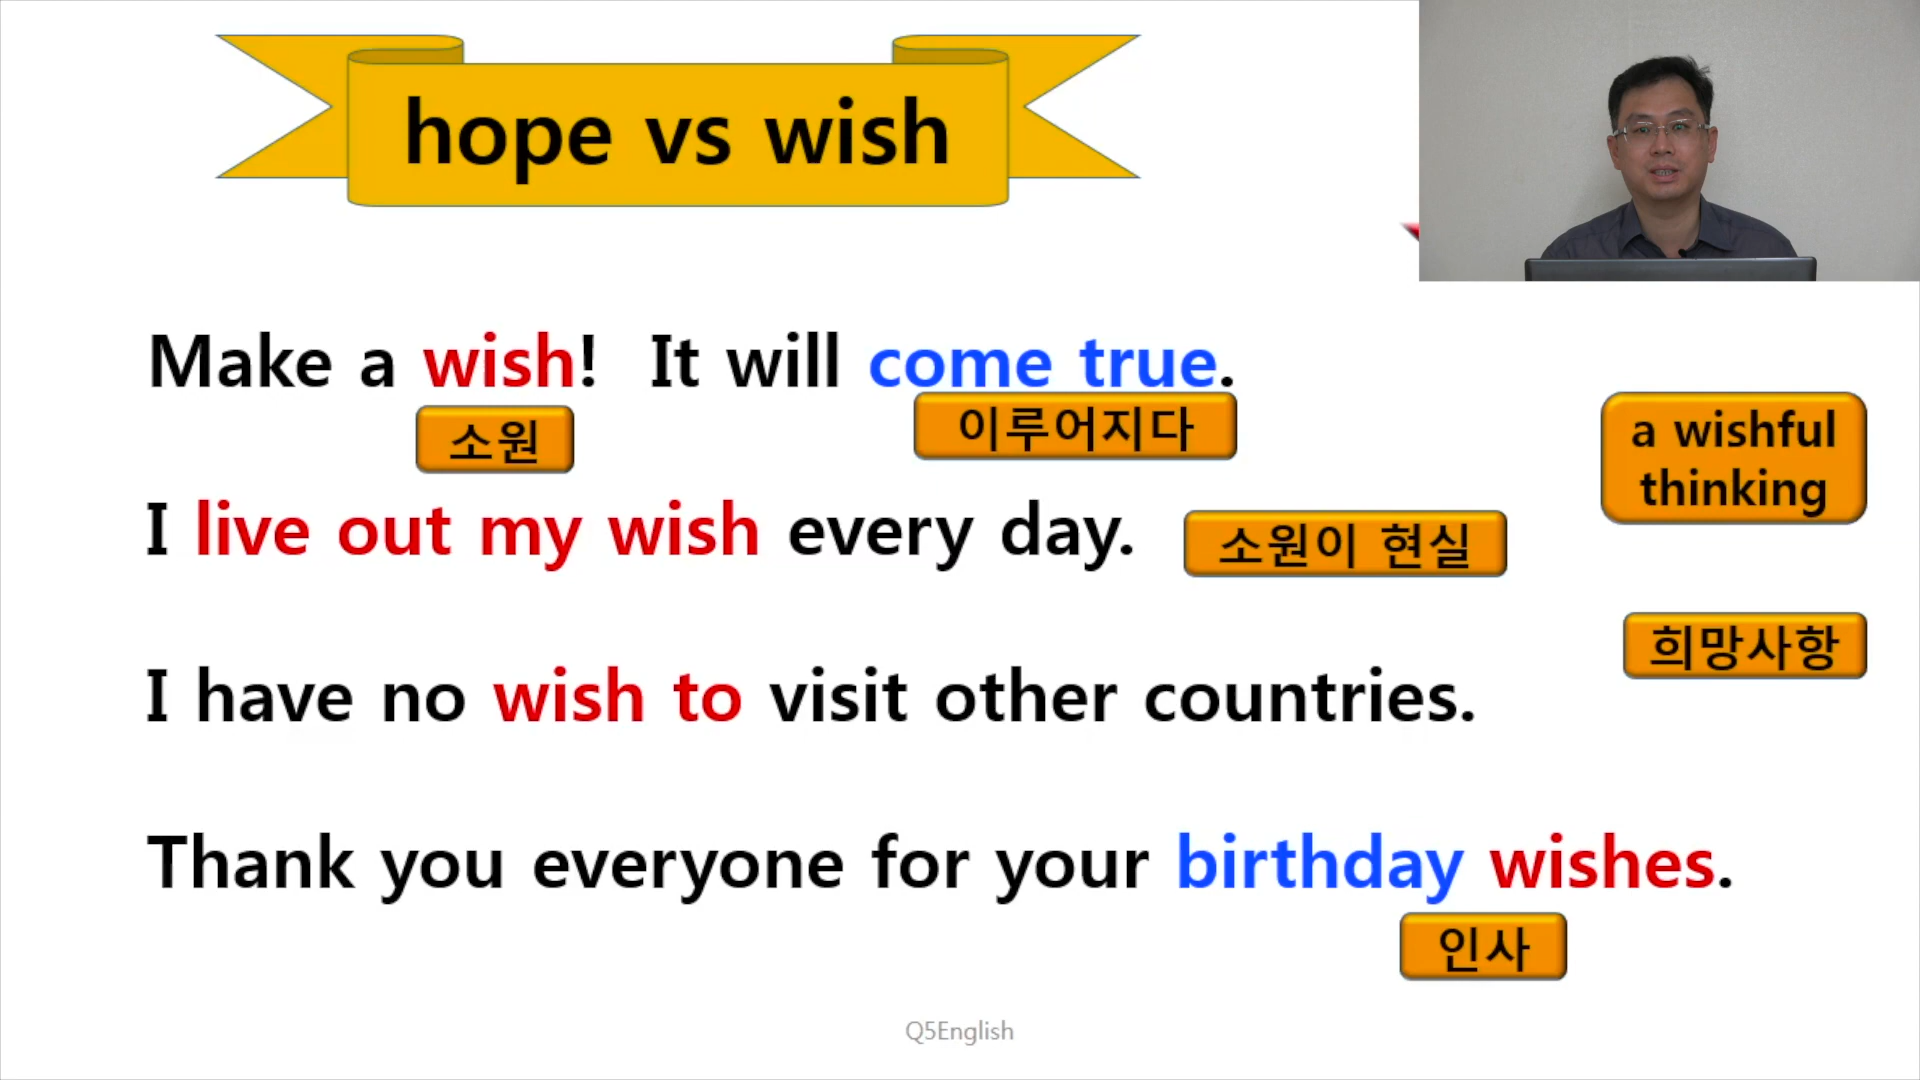 hope vs wish
Make a wish! It will come true.
소원
이루어지다
a wishful
thinking
I live out my wish every day.
소원이 현실
희망사항
I have no wish to visit other countries.
Thank you everyone for your birthday wishes.
인사
Q5English